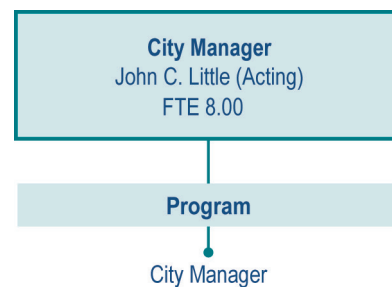 City Manager
John C. Little (Acting)
FTE 8.00
Program
City Manager